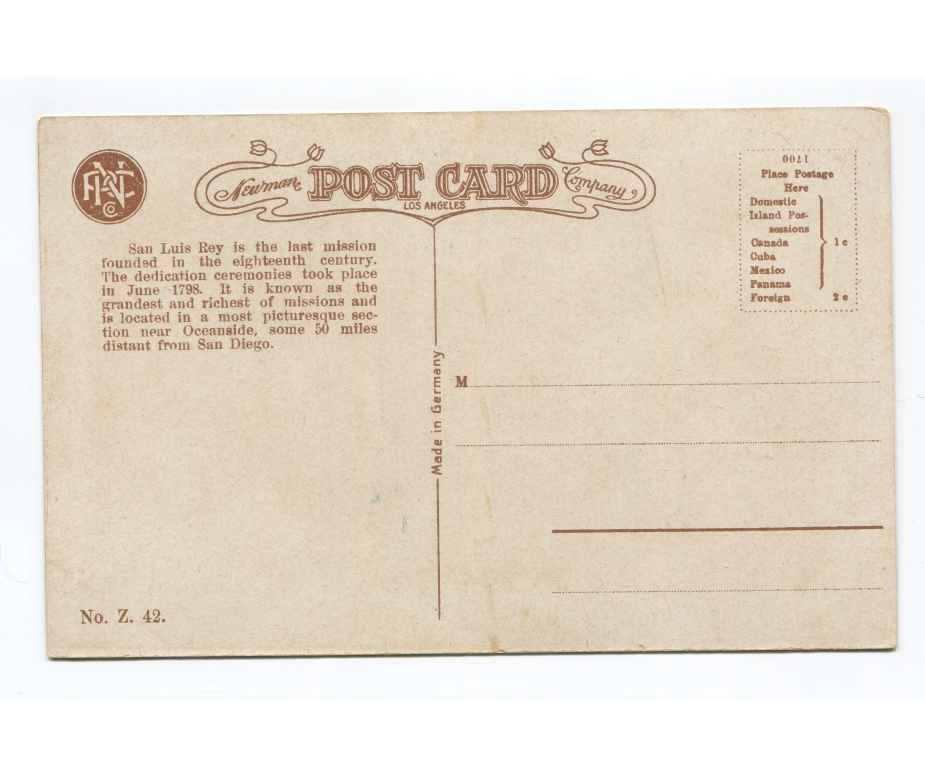 Newman POST CARD Company
LOS ANGELES
San Luis Rey is the last mission
founded in the eighteenth century.
The dedication ceremonies took place
in June 1798. It is known as the
grandest and richest of missions and
is located in a most picturesque sec-
tion near Oceanside, some 50 miles
distant from San Diego.
No. Z. 42.
Made in Germany
1700
Place Postage
Here
Domestic
Island Pos-
sessions
Canada 1 c
Cuba
Mexico
Panama
Foreign 2 c
M